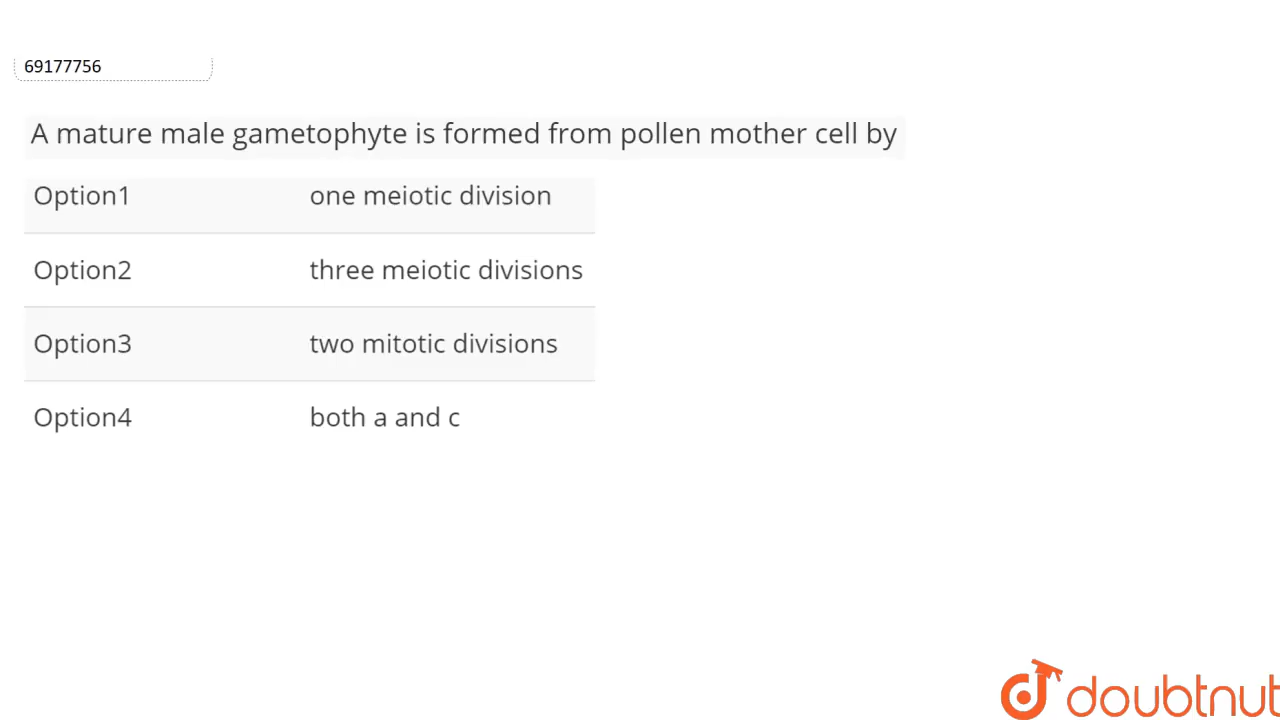 69177756
A mature male gametophyte is formed from pollen mother cell by
Option1 one meiotic division
Option2 three meiotic divisions
Option3 two mitotic divisions
Option4 both a and c
doubtnut